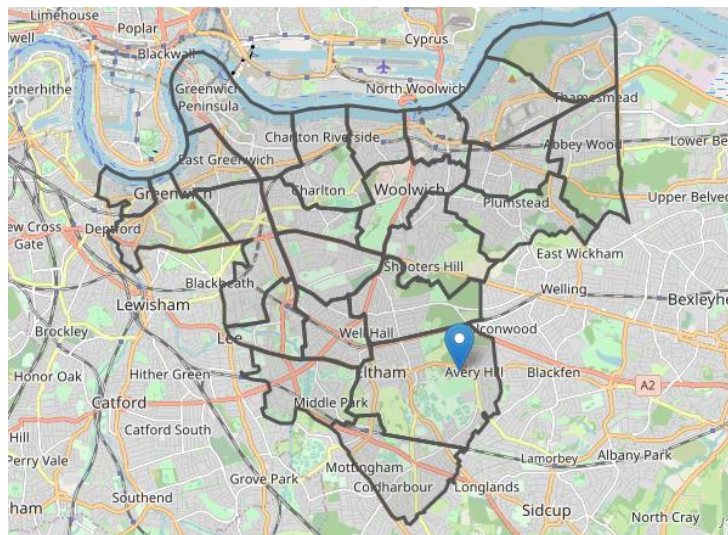 Limehouse
Poplar
Cyprus
Blackwall
North Woolwich
Greenwich
Peninsula
Thamesmead
Charlton Riverside
Abbey Wood
Lower
East Greenwich
Greenwich
Charlton
Woolwich
Plumstead
Upper
Gate
Deptford
East Wickham
Shooters Hill
Blackheath
Welling
Lewisham
Brockley
Lee
Well Hall
Honor Oak
Hither Green
Eltham
Avery Hill
Blackfen
A2
Catford
Middle Park
Catford South
Hill
Perry Vale
Mottingham
Lamorbey
Albany Park
Grove Park
Coldharbour
Longlands
Southend
Sidcup
North Cray